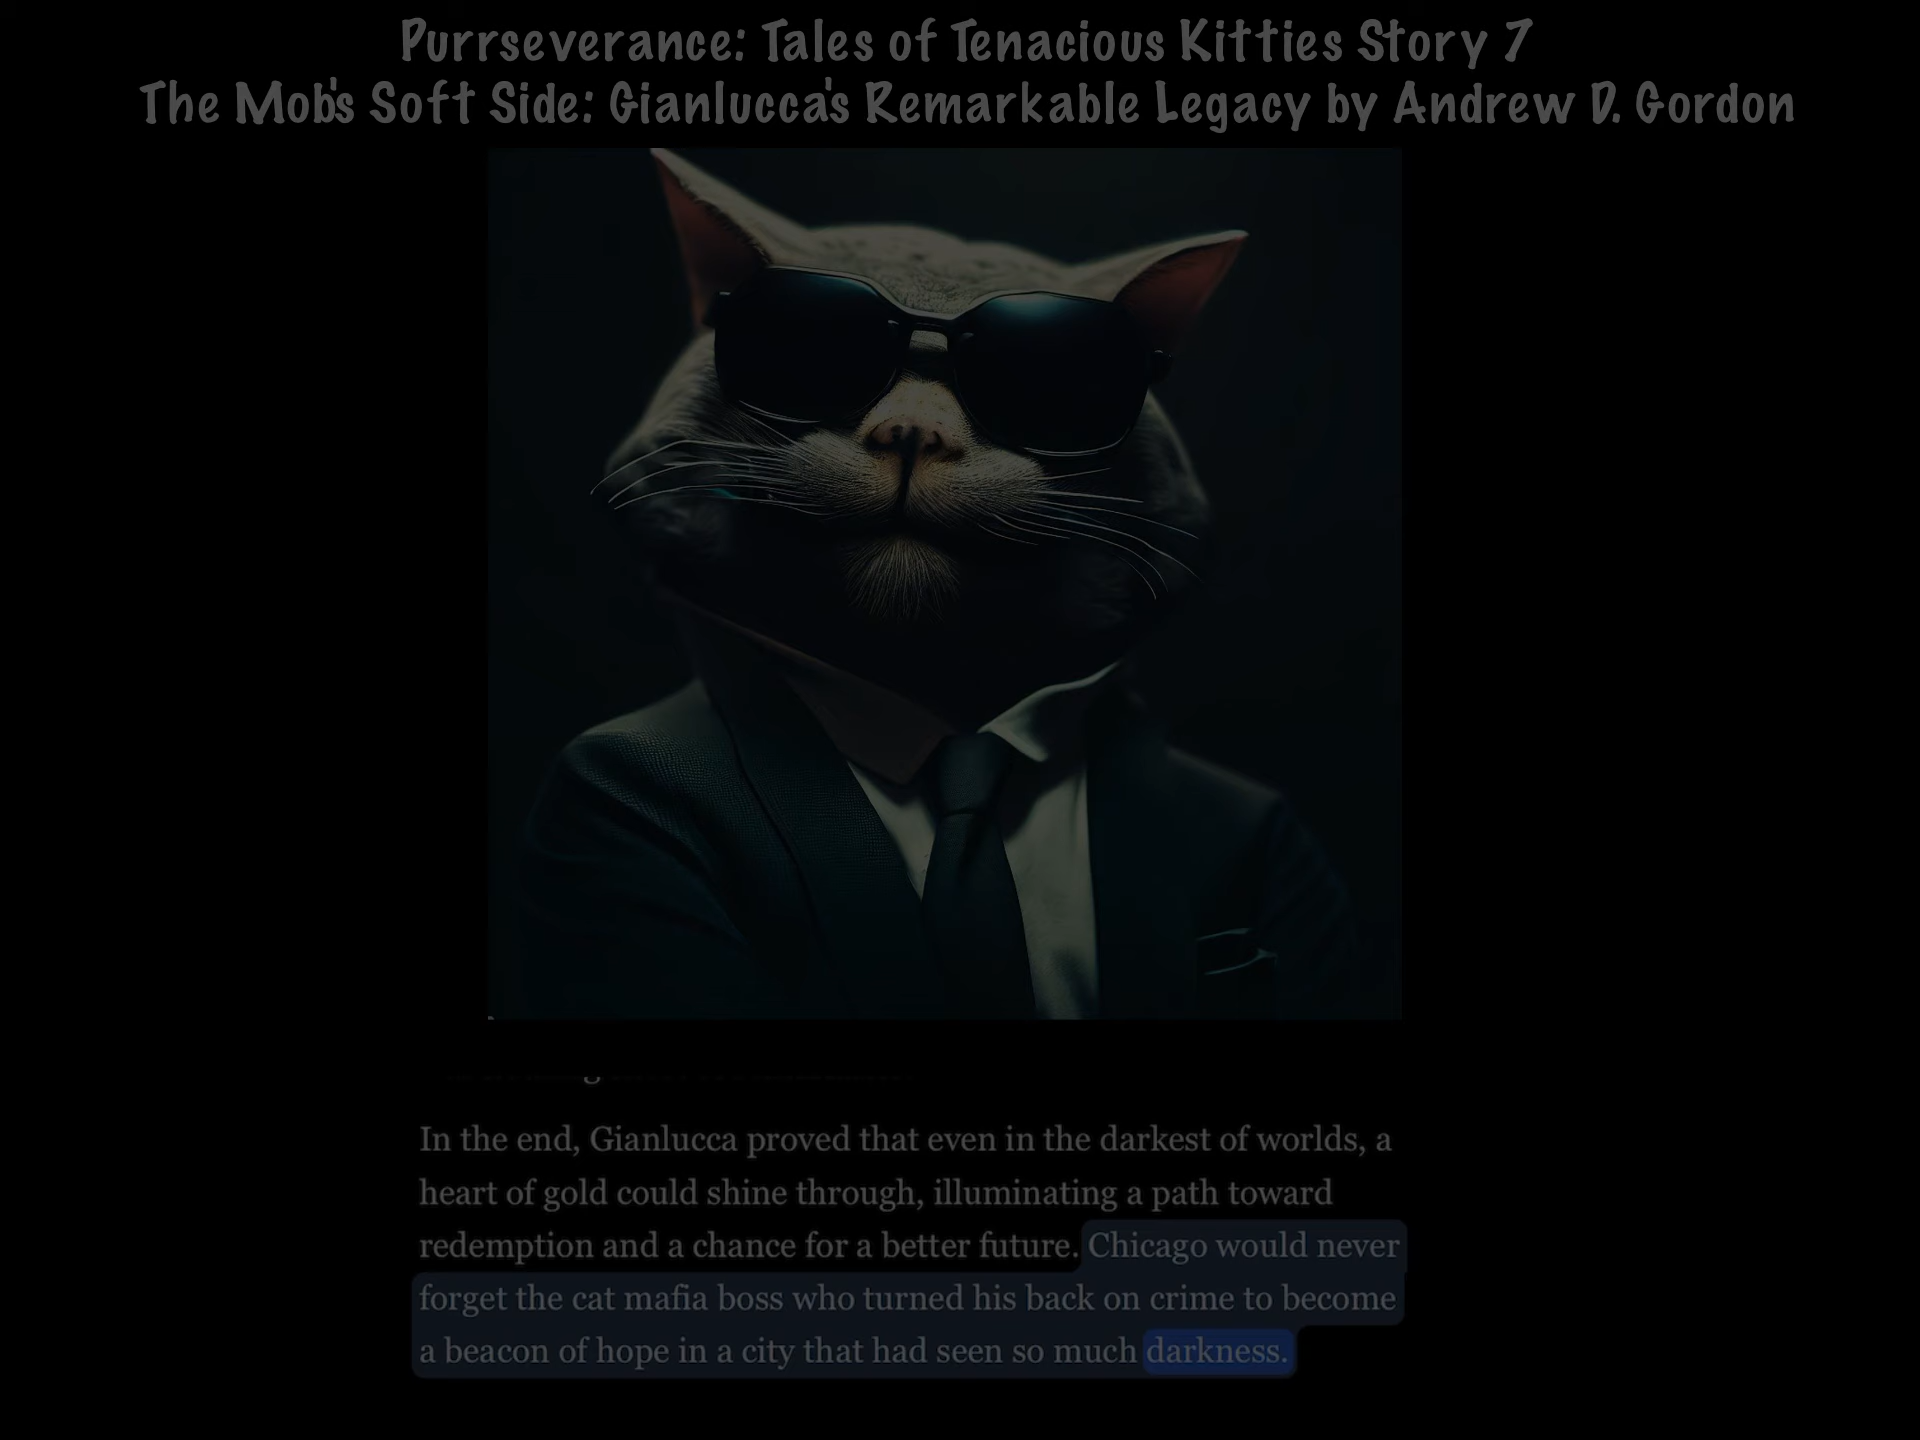 Purrseverance: Tales of Tenacious Kitties Story 7
The Mob's Soft Side: Gianlucca's Remarkable Legacy by Andrew D. Gordon
In the end, Gianlucca proved that even in the darkest of worlds, a
heart of gold could shine through, illuminating a path toward
redemption and a chance for a better future. Chicago would never
forget the cat mafia boss who turned his back on crime to become
a beacon of hope in a city that had seen so much darkness.